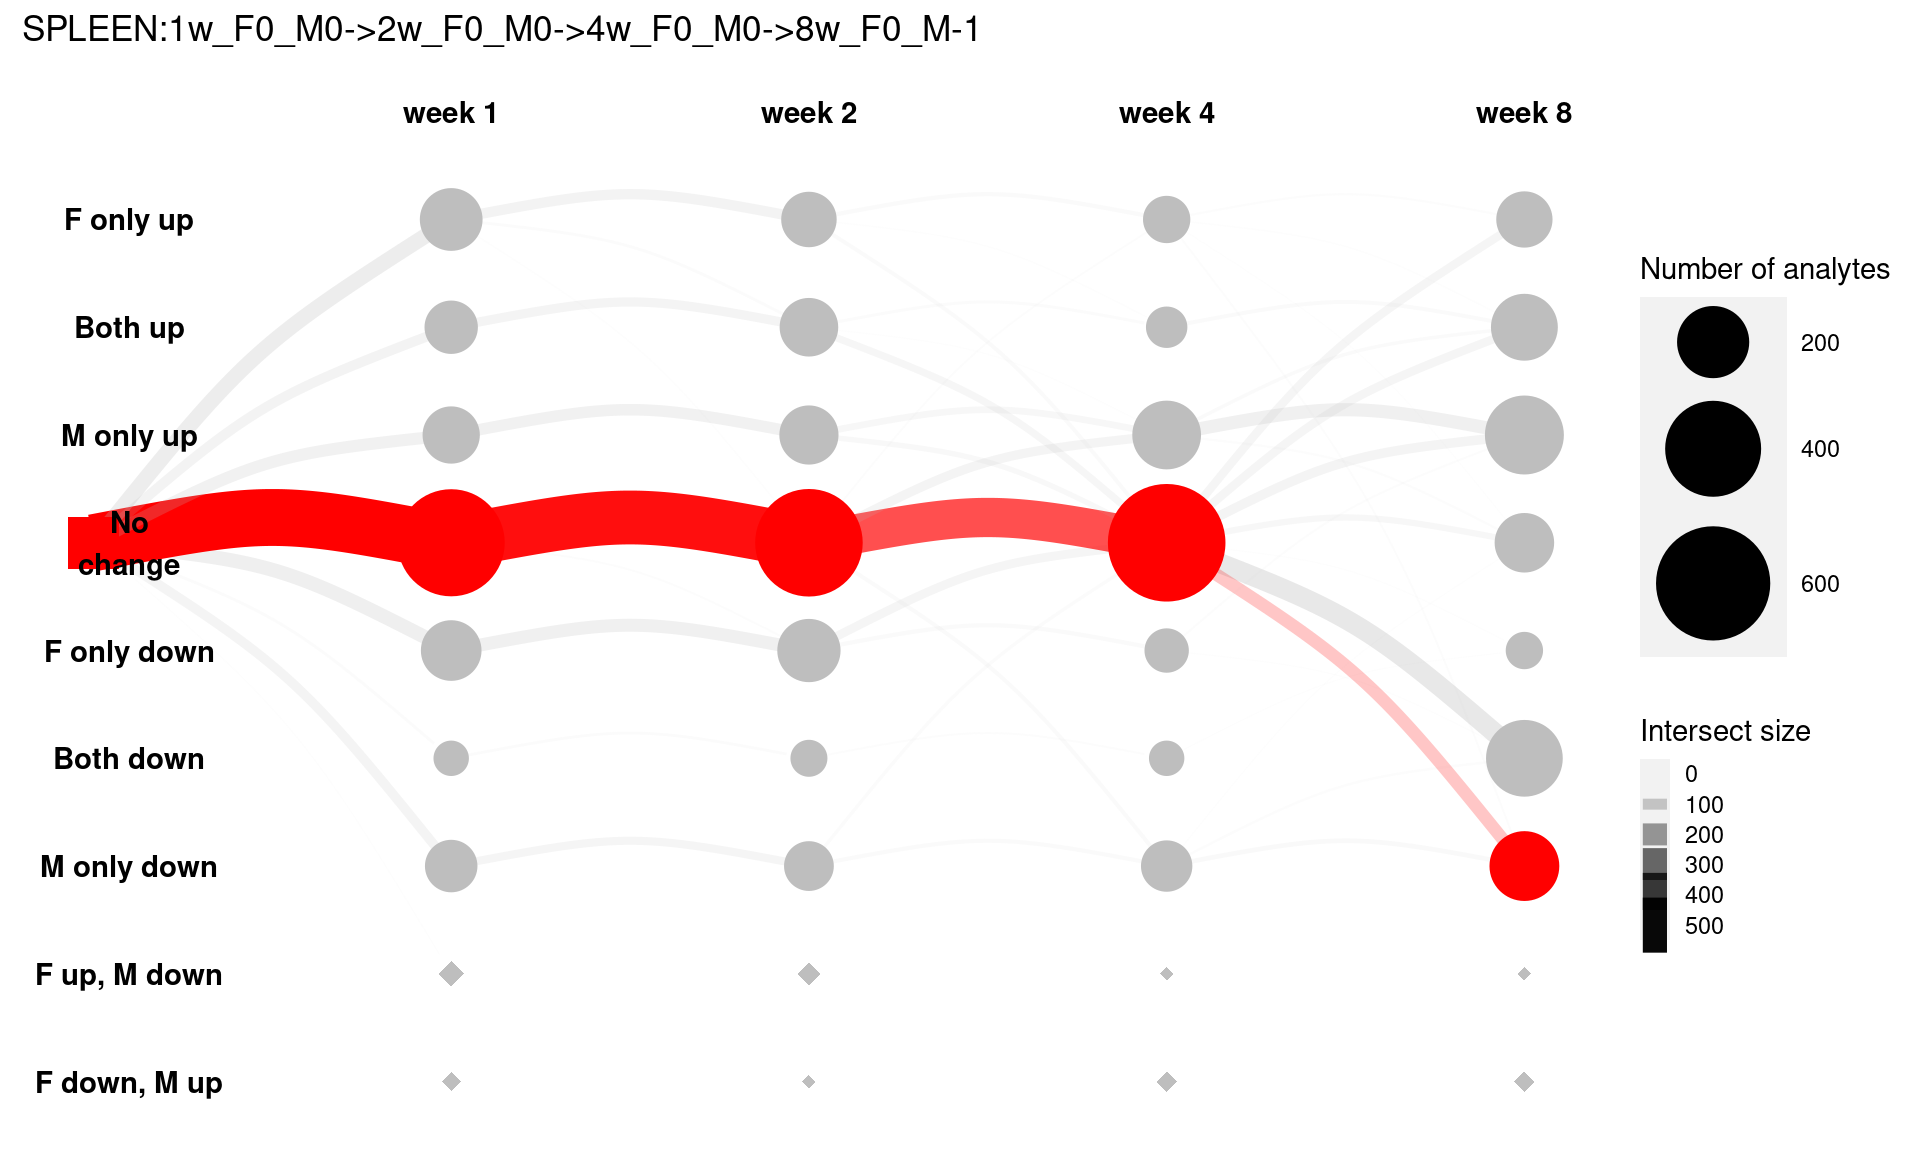 SPLEEN:1w_F0_M0->2w_F0_M0->4w_F0_M0->8w_F0_M-1
week 1
week 2
week 4
week 8
F only up
Both up
M only up
No
change
F only down
Both down
M only down
F up, M down
F down, M up
Number of analytes
200
400
600
Intersect size
0
100
200
300
400
500